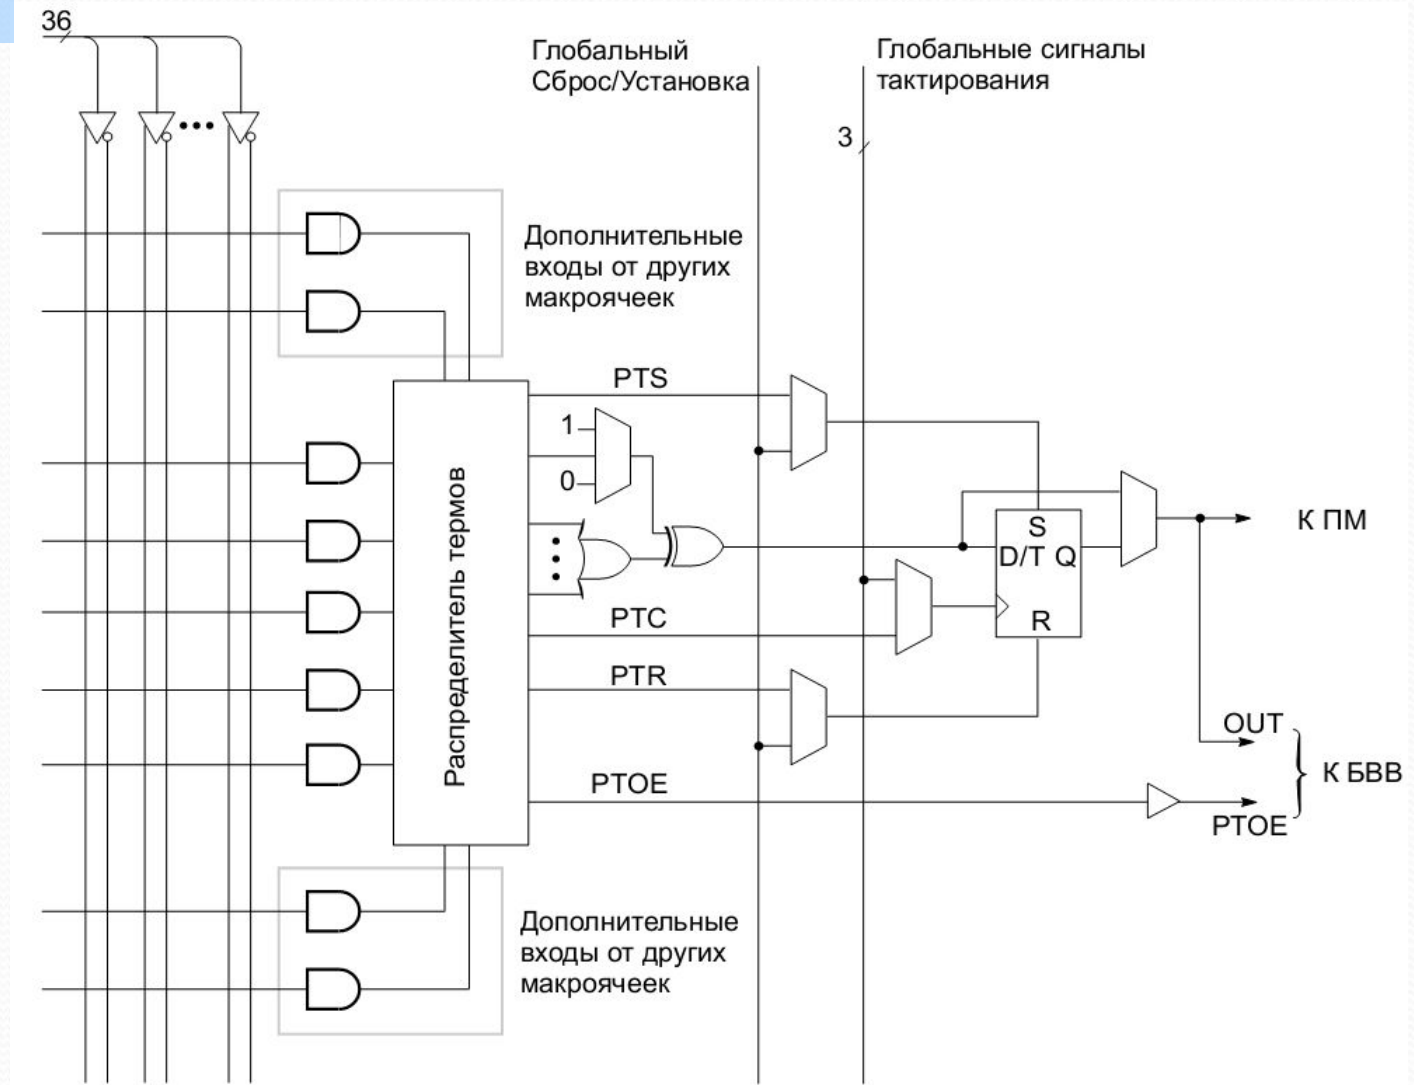 36
Глобальный
Сброс/Установка
Глобальные сигналы
тактирования
3
Дополнительные
входы от других
макроячеек
PTS
1
0
Распределитель термов
S
D/T Q
R
К ПМ
PTC
PTR
OUT
К БВВ
PTOE
PTOE
Дополнительные
входы от других
макроячеек